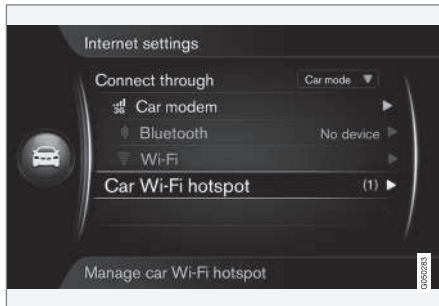 Internet settings
Connect through Car mode
3G Car modem
Bluetooth No device
Wi-Fi
Car Wi-Fi hotspot (1)
Manage car Wi-Fi hotspot
G050283